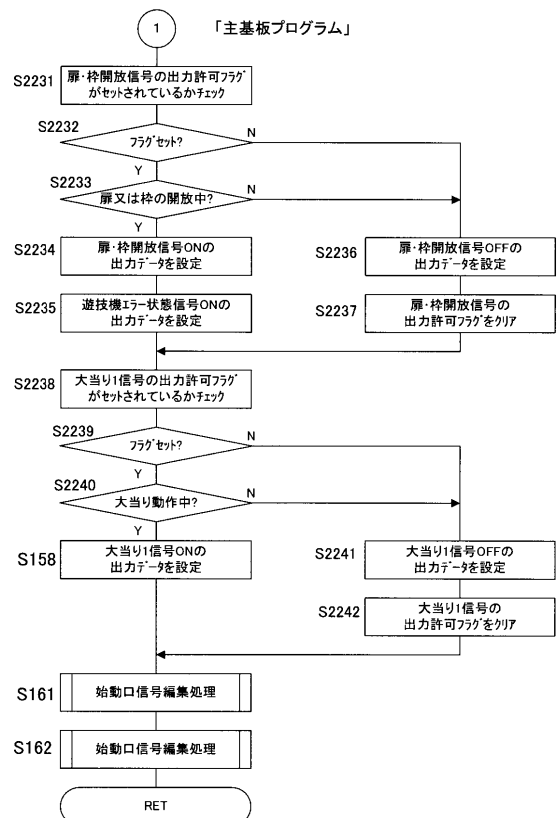 1
「主基板プログラム」
S2231
扉･枠開放信号の出力許可ﾌﾗｸﾞ
がｾｯﾄされているかﾁｪｯｸ
S2232
ﾌﾗｸﾞｾｯﾄ?
N
Y
S2233
扉又は枠の開放中?
N
Y
S2234
扉･枠開放信号ONの
出力ﾃﾞｰﾀを設定
S2235
遊技機ｴﾗｰ状態信号ONの
出力ﾃﾞｰﾀを設定
S2236
扉･枠開放信号OFFの
出力ﾃﾞｰﾀを設定
S2237
扉･枠開放信号の
出力許可ﾌﾗｸﾞをｸﾘｱ
S2238
大当り1信号の出力許可ﾌﾗｸﾞ
がｾｯﾄされているかﾁｪｯｸ
S2239
ﾌﾗｸﾞｾｯﾄ?
N
Y
S2240
大当り動作中?
N
Y
S158
大当り1信号ONの
出力ﾃﾞｰﾀを設定
S2241
大当り1信号OFFの
出力ﾃﾞｰﾀを設定
S2242
大当り1信号の
出力許可ﾌﾗｸﾞをｸﾘｱ
S161
始動口信号編集処理
S162
始動口信号編集処理
RET